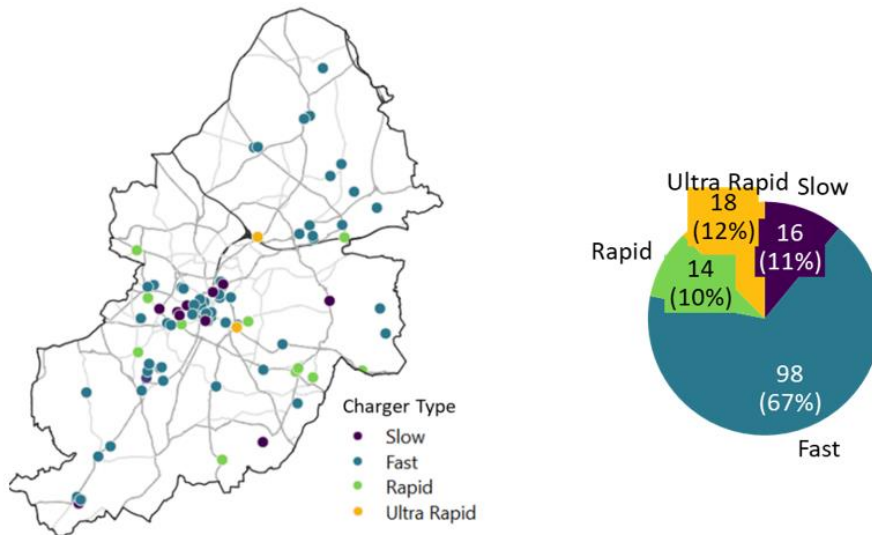 Charger Type
Slow
Fast
Rapid
Ultra Rapid
Ultra Rapid
18
(12%)
Slow
16
(11%)
Rapid
14
(10%)
98
(67%)
Fast